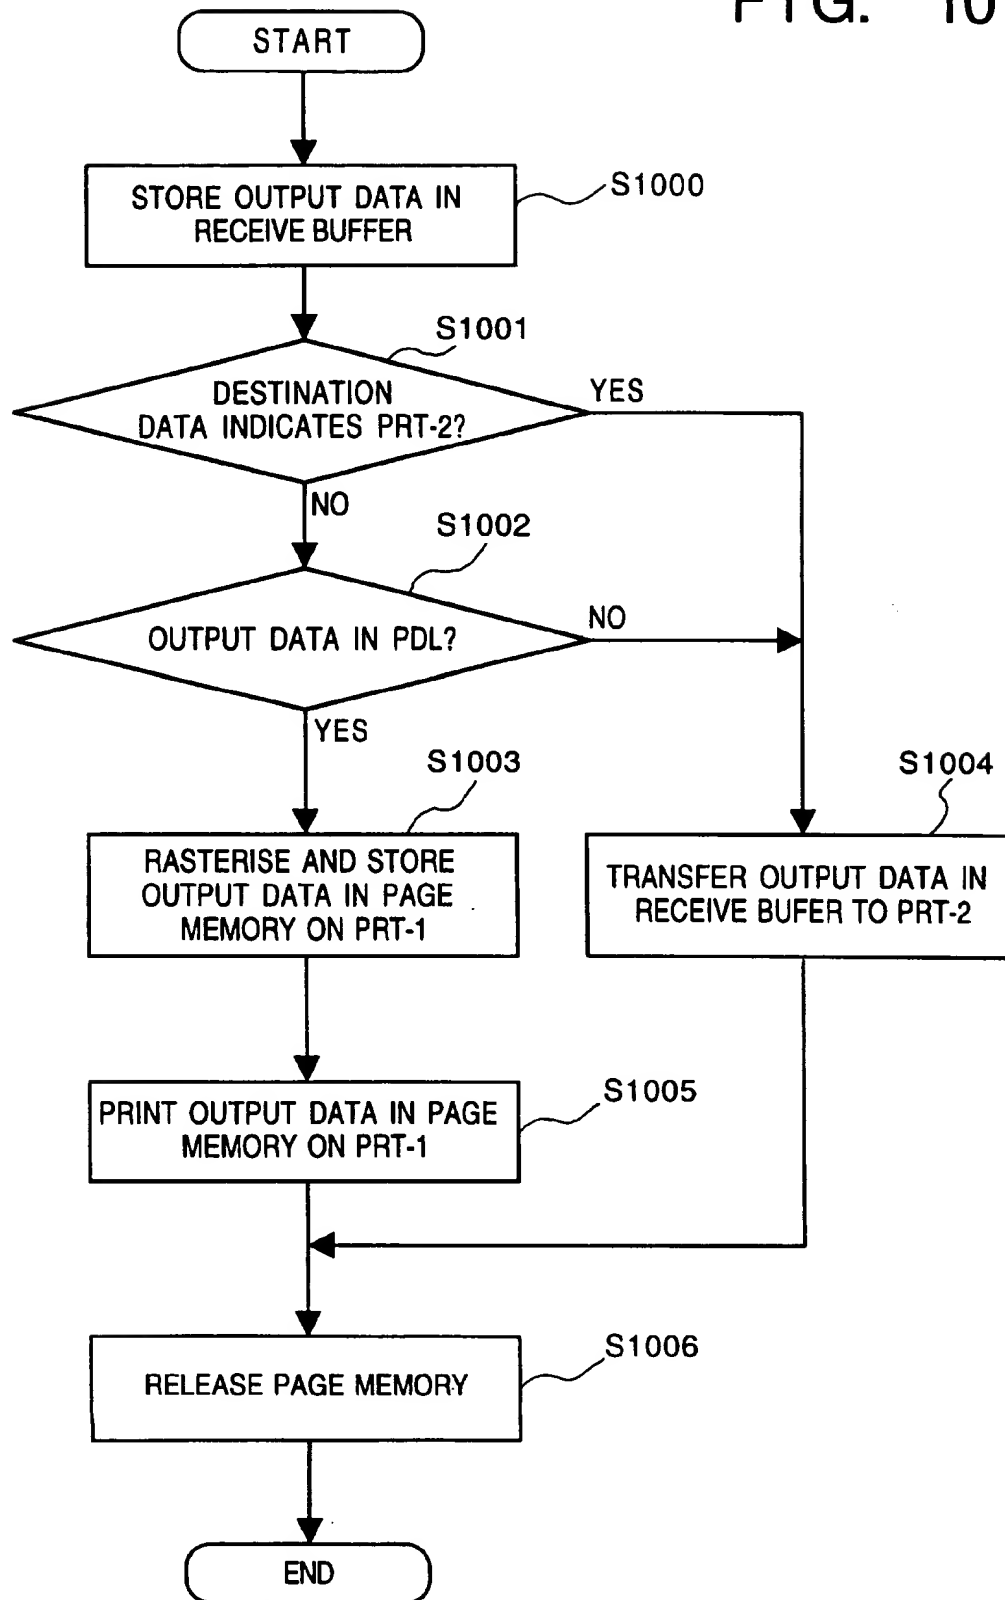 FIG. 10
START
STORE OUTPUT DATA IN
RECEIVE BUFFER
S1000
S1001
DESTINATION
DATA INDICATES PRT-2?
YES
NO
S1002
OUTPUT DATA IN PDL?
NO
YES
S1003
RASTERISE AND STORE
OUTPUT DATA IN PAGE
MEMORY ON PRT-1
S1004
TRANSFER OUTPUT DATA IN
RECEIVE BUFER TO PRT-2
PRINT OUTPUT DATA IN PAGE
MEMORY ON PRT-1
S1005
RELEASE PAGE MEMORY
S1006
END